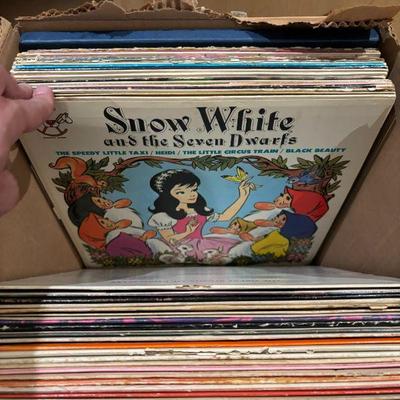 Snow White
and the Seven Dwarfs
THE SPEEDY LITTLE TAXI / HEIDI / THE LITTLE CIRCUS TRAIN / BLACK BEAUTY